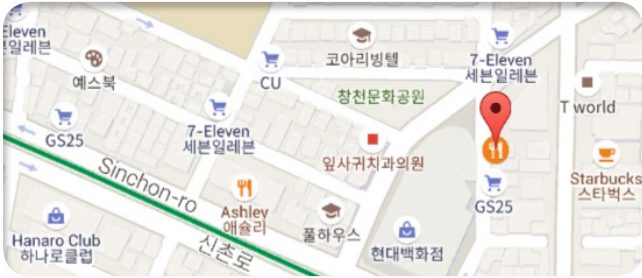 Eleven
븐일레븐
예스북
GS25
CU
코아리빙텔
7-Eleven
세븐일레븐
창천문화공원
T world
7-Eleven
세븐일레븐
잎사귀치과의원
Starbucks
스타벅스
GS25
Sinchon-ro
신촌로
Ashley
애슐리
풀하우스
현대백화점
Hanaro Club
하나로클럽